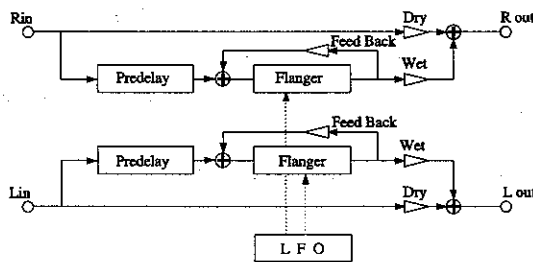 Rin
Dry
R out
Feed Back
Predelay
Flanger
Wet
Feed Back
Predelay
Flanger
Wet
Lin
Dry
L out
L F O